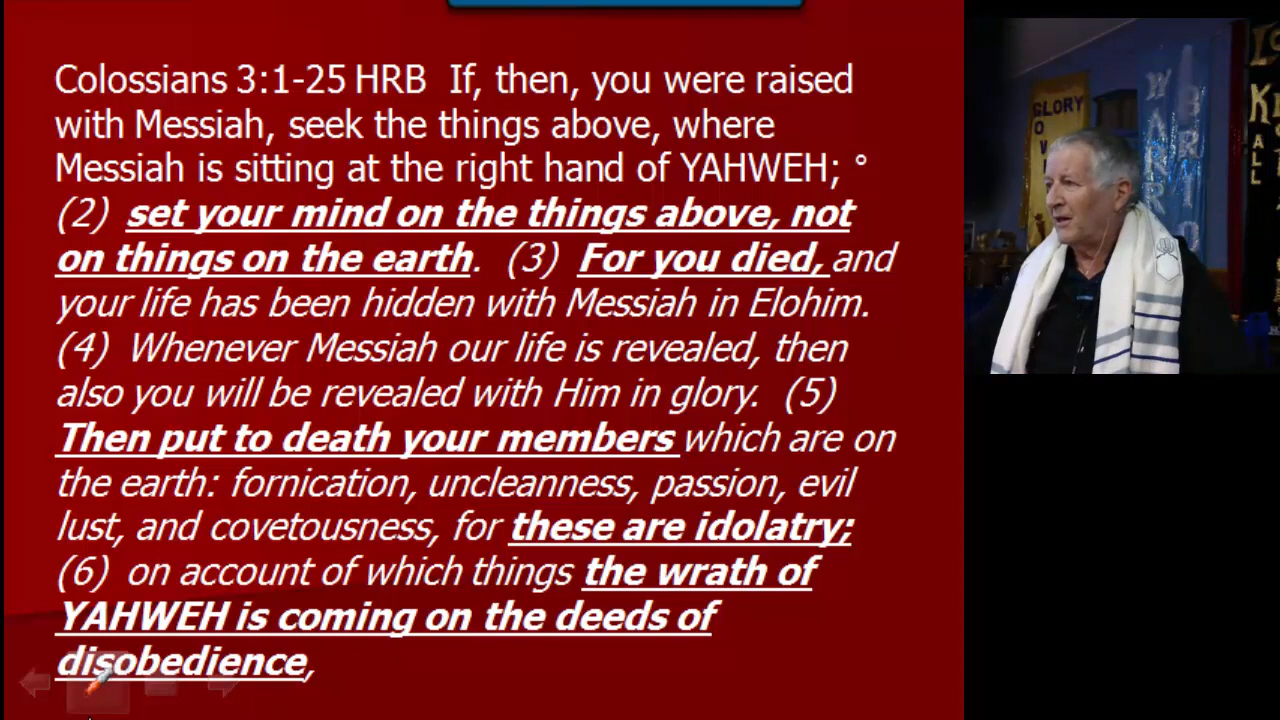 Colossians 3:1-25 HRB If, then, you were raised
with Messiah, seek the things above, where
Messiah is sitting at the right hand of YAHWEH; °
(2) set your mind on the things above, not
on things on the earth. (3) For you died, and
your life has been hidden with Messiah in Elohim.
(4) Whenever Messiah our life is revealed, then
also you will be revealed with Him in glory. (5)
Then put to death your members which are on
the earth: fornication, uncleanness, passion, evil
lust, and covetousness, for these are idolatry;
(6) on account of which things the wrath of
YAHWEH is coming on the deeds of
disobedience,
GLORY
ALL